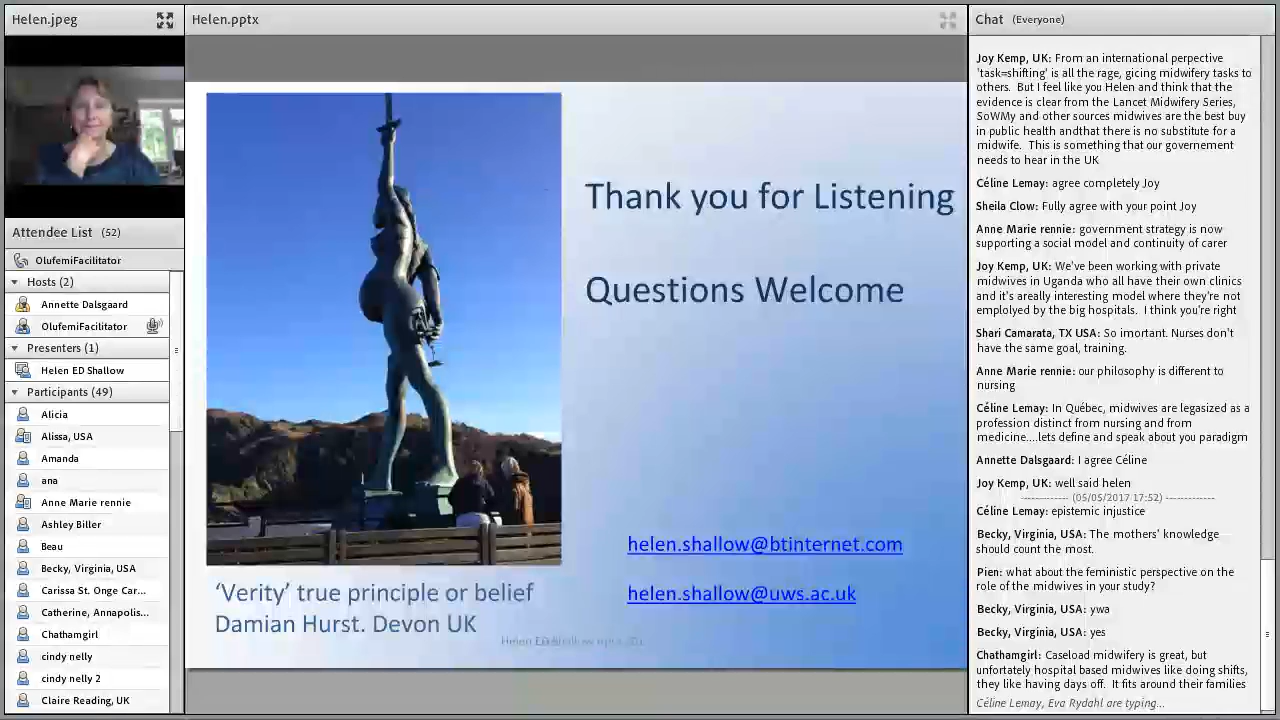 Helen.jpeg
Attendee List (52)
OlufemiFacilitator
Hosts (2)
Annette Dalsgaard
OlufemiFacilitator
Presenters (1)
Helen ED Shallow
Participants (49)
Alicia
Alissa, USA
Amanda
ana
Anne Marie rennie
Ashley Biller
Beau
Becky, Virginia, USA
Carissa St. Onge Car...
Catherine, Annapolis...
Chathamgirl
cindy nelly
cindy nelly 2
Claire Reading, UK
Helen.pptx
Thank you for Listening
Questions Welcome
helen.shallow@btinternet.com
helen.shallow@uws.ac.uk
‘Verity’ true principle or belief
Damian Hurst. Devon UK
Chat (Everyone)
Joy Kemp, UK: From an international perpective
'task=shifting' is all the rage, gicing midwifery tasks to
others. But I feel like you Helen and think that the
evidence is clear from the Lancet Midwifery Series,
SoWMy and other sources midwives are the best buy
in public health andthat there is no substitute for a
midwife. This is something that our governement
needs to hear in the UK
Céline Lemay: agree completely Joy
Sheila Clow: Fully agree with your point Joy
Anne Marie rennie: government strategy is now
supporting a social model and continuity of carer
Joy Kemp, UK: We've been working with private
midwives in Uganda who all have their own clinics
and it's areally interesting model where they're not
emplolyed by the big hospitals. I think you're right
Shari Camarata, TX USA: So imortant. Nurses don't
have the same goal, training.
Anne Marie rennie: our philosophy is different to
nursing
Céline Lemay: In Québec, midwives are legasized as a
profession distinct from nursing and from
medicine....lets define and speak about you paradigm
Annette Dalsgaard: I agree Céline
Joy Kemp, UK: well said helen
------------- (05/05/2017 17:52) -------------
Céline Lemay: epistemic injustice
Becky, Virginia, USA: The mothers' knowledge
should count the most.
Pien: what about the feministic perspective on the
role of the midwives in your study?
Becky, Virginia, USA: ywa
Becky, Virginia, USA: yes
Chathamgirl: Caseload midwifery is great, but
unfortately hospital based midwives like doing shifts,
they like having days off. It fits around their families
Céline Lemay, Eva Rydahl are typing...